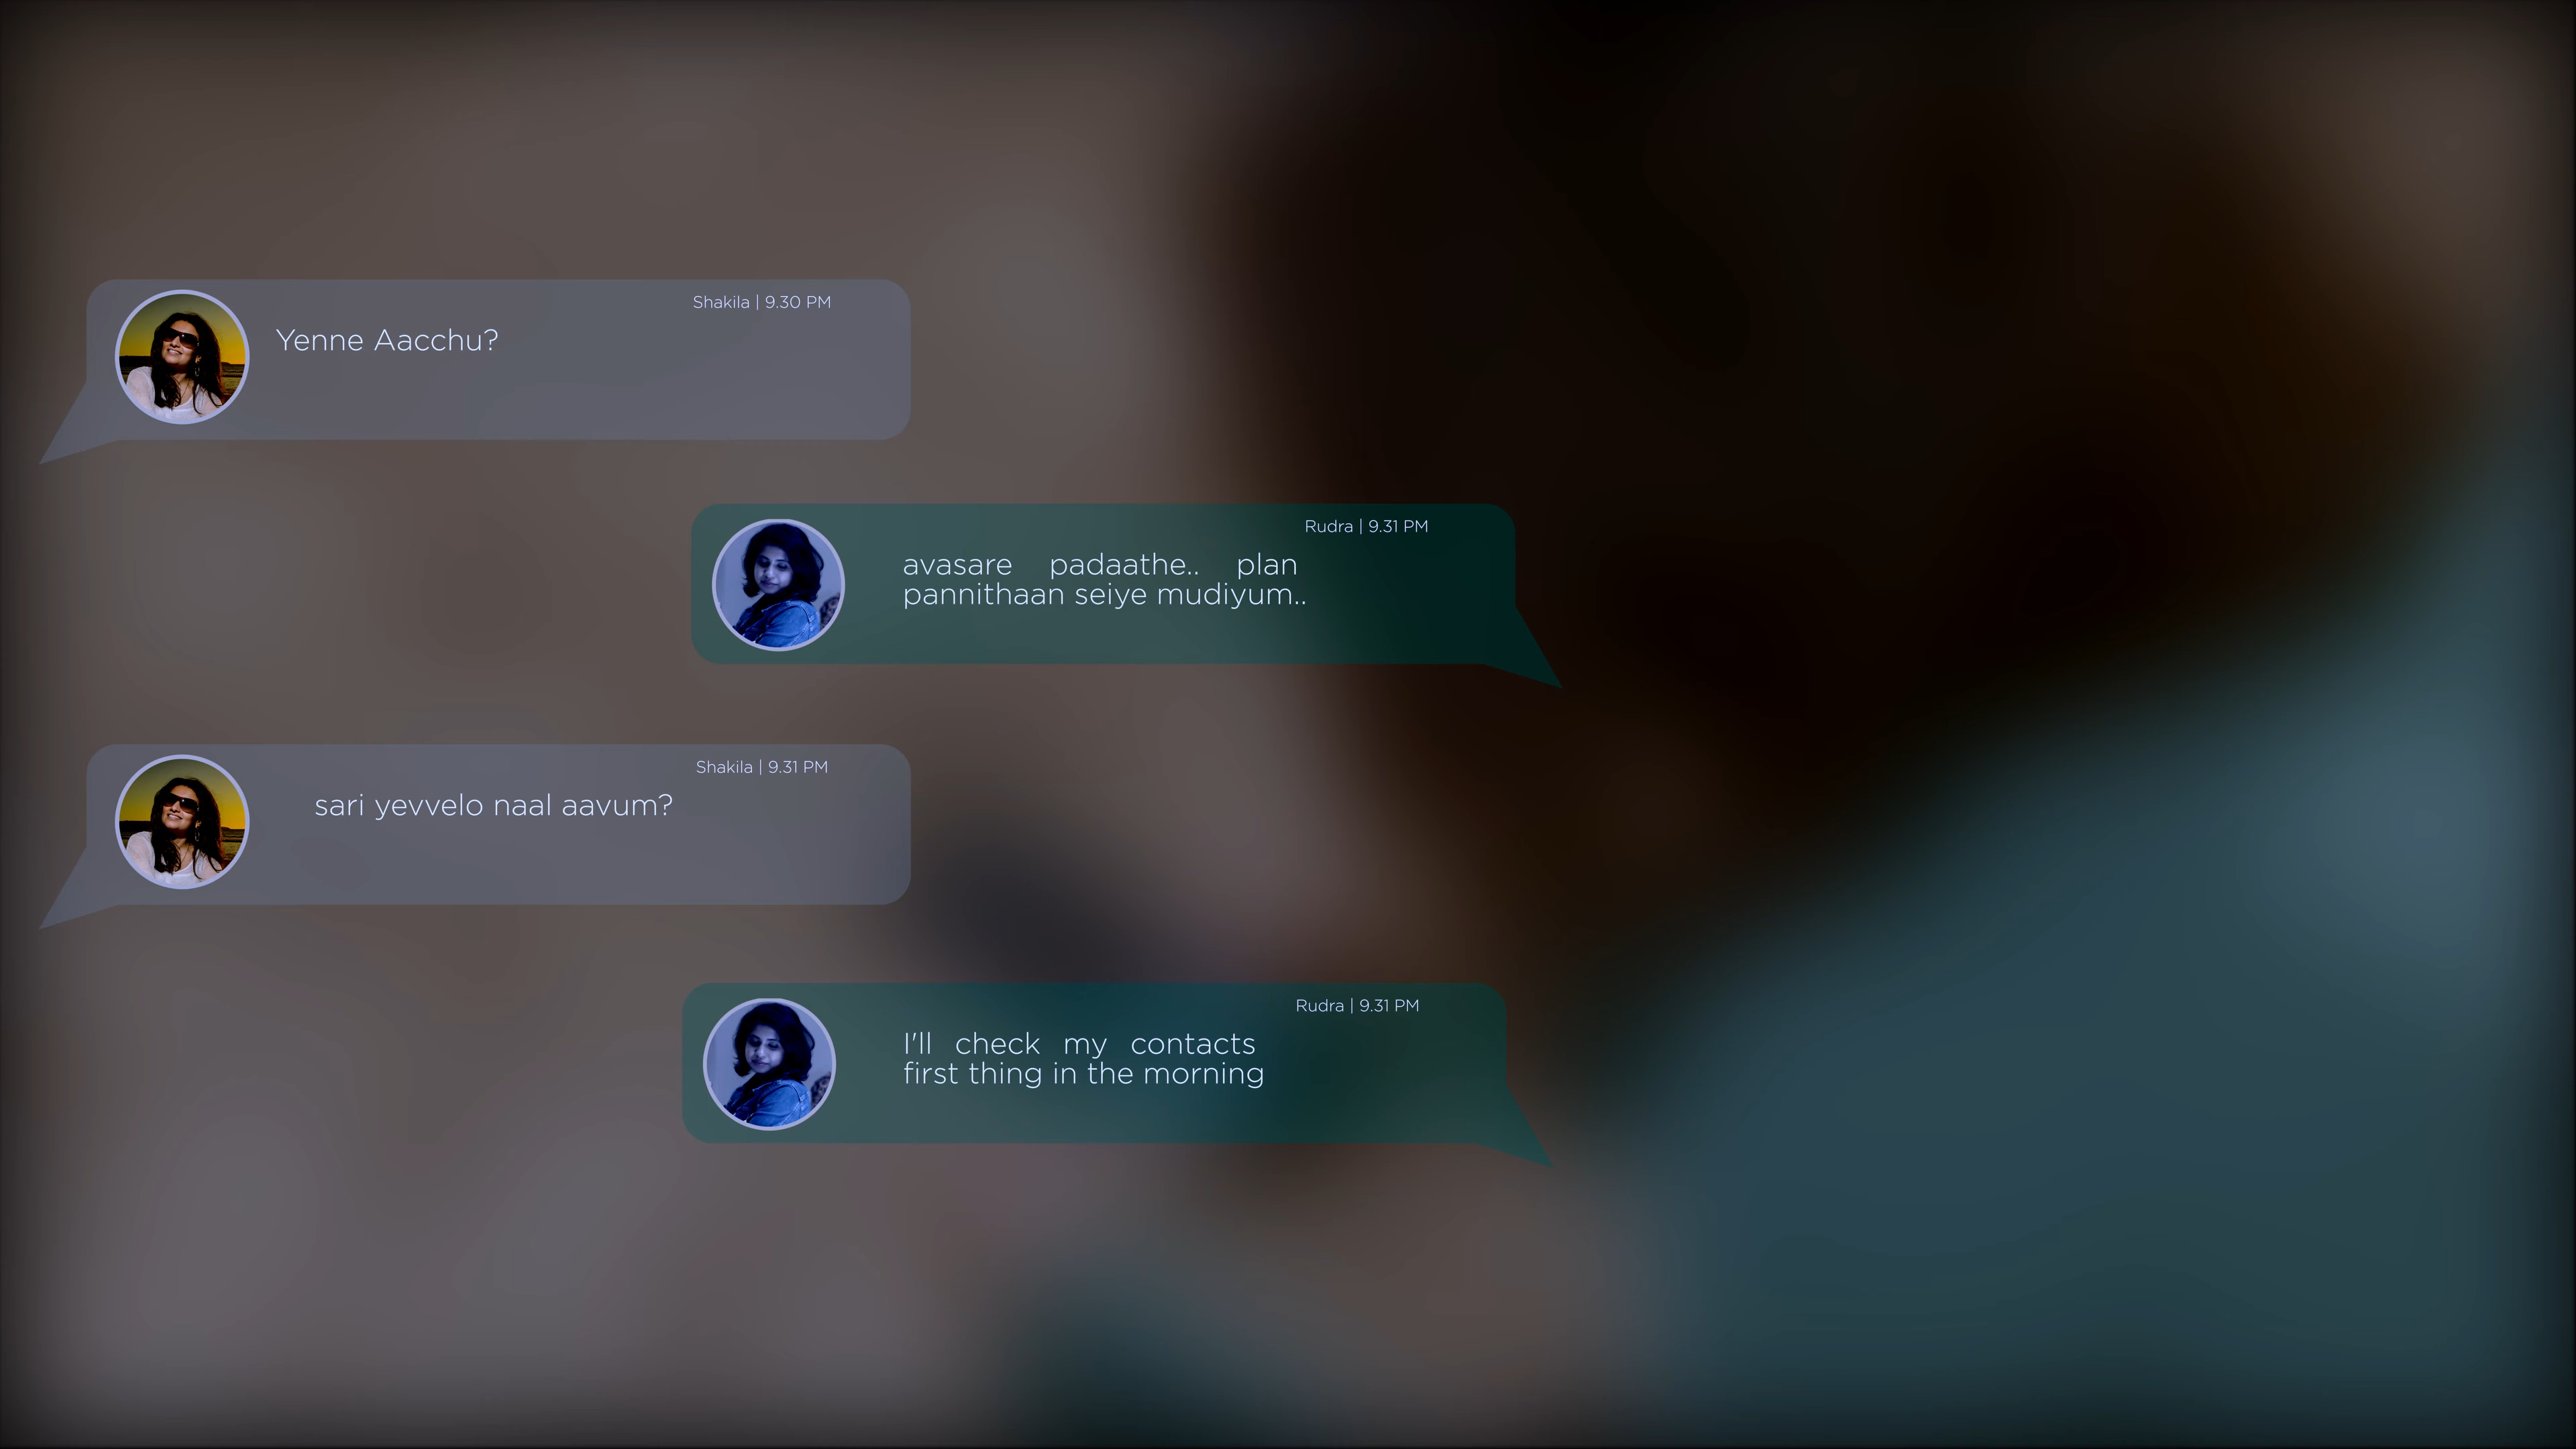 Shakila | 9.30 PM
Yenne Aacchu?
Rudra | 9.31 PM
avasare padaathe.. plan
pannithaan seiye mudiyum..
Shakila | 9.31 PM
sari yevvelo naal aavum?
Rudra | 9.31 PM
I'll check my contacts
first thing in the morning